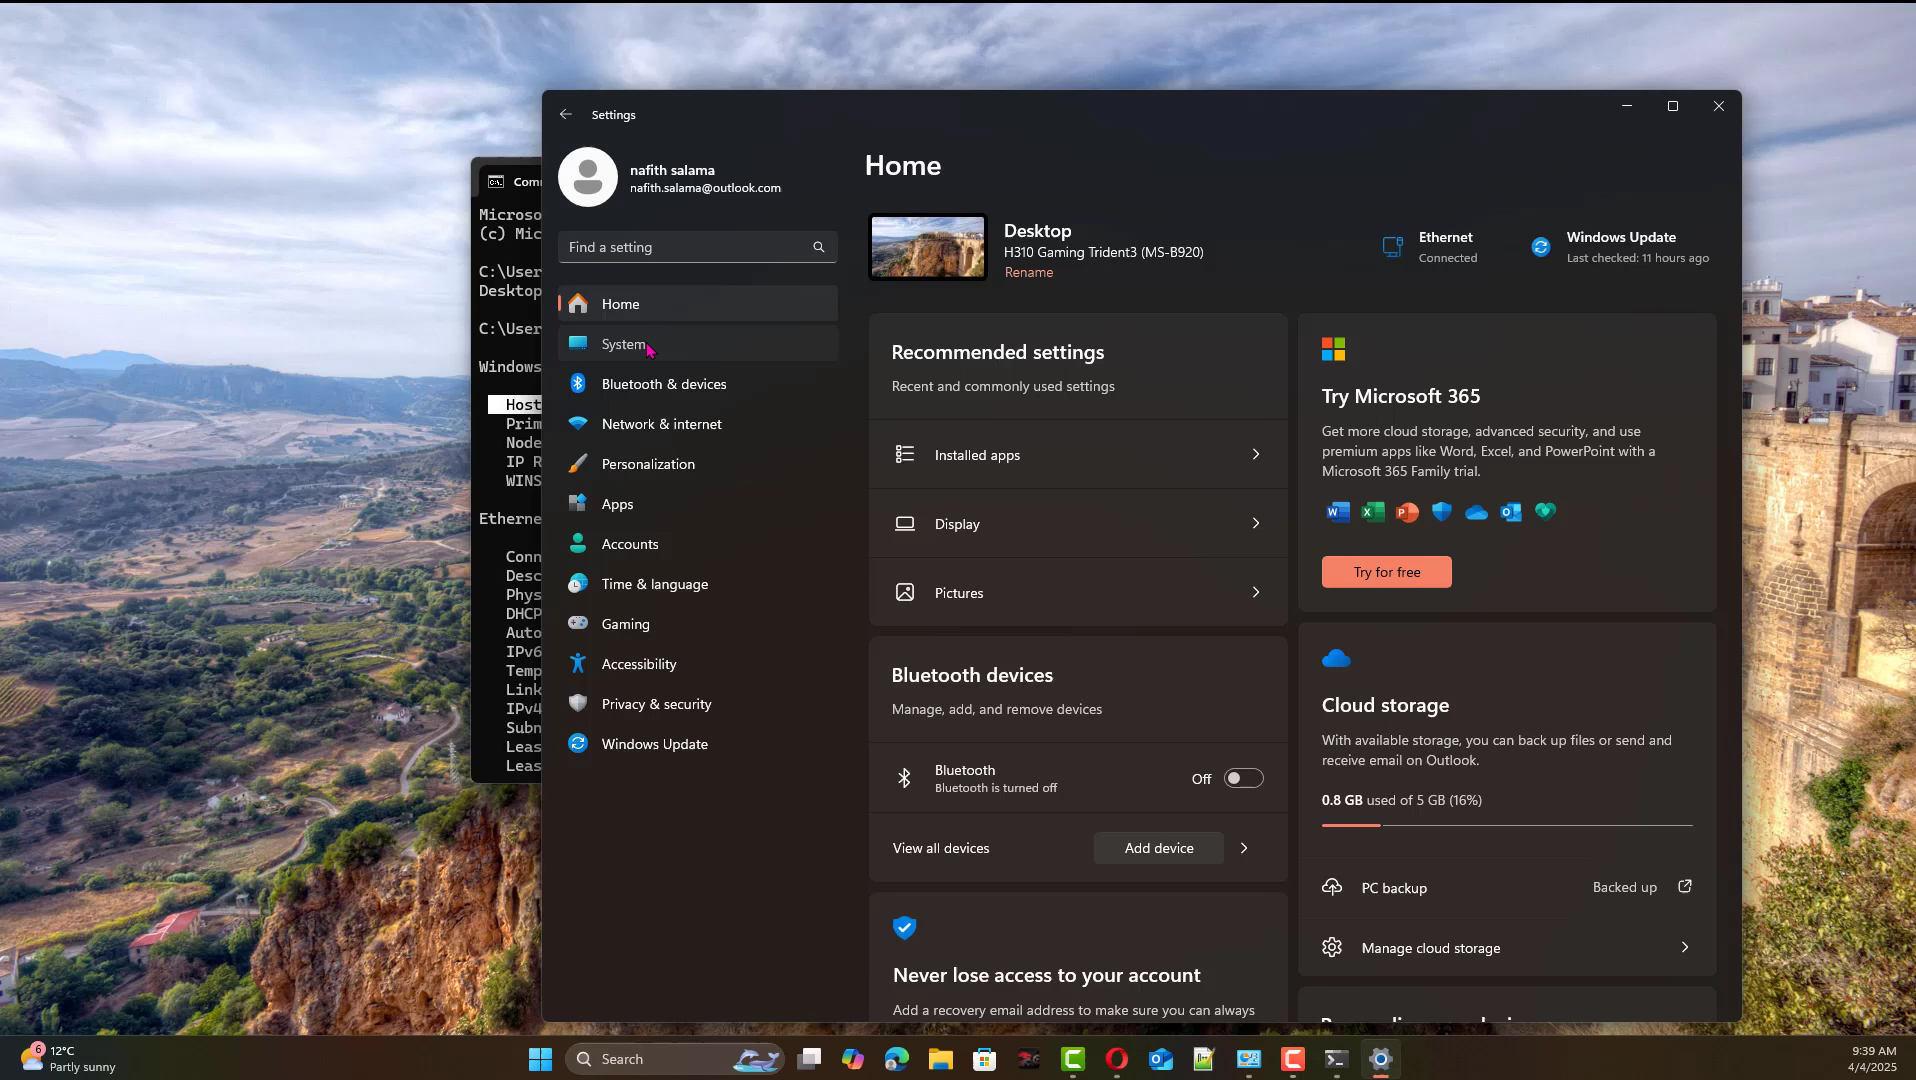 Settings
nafith salama
nafith.salama@outlook.com
Find a setting
Home
System
Bluetooth & devices
Network & internet
Personalization
Apps
Accounts
Time & language
Gaming
Accessibility
Privacy & security
Windows Update
Home
Desktop
H310 Gaming Trident3 (MS-B920)
Rename
Ethernet
Connected
Windows Update
Last checked: 11 hours ago
Recommended settings
Recent and commonly used settings
Installed apps
Display
Pictures
Bluetooth devices
Manage, add, and remove devices
Bluetooth
Bluetooth is turned off
Off
View all devices
Add device
Never lose access to your account
Add a recovery email address to make sure you can always
Try Microsoft 365
Get more cloud storage, advanced security, and use
premium apps like Word, Excel, and PowerPoint with a
Microsoft 365 Family trial.
Try for free
Cloud storage
With available storage, you can back up files or send and
receive email on Outlook.
0.8 GB used of 5 GB (16%)
PC backup
Backed up
Manage cloud storage
Com
Microso
(c) Mic
C:\User
Desktop
C:\User
Windows
Host
Prim
Node
IP R
WINS
Etherne
Conn
Desc
Phys
DHCP
Auto
IPv6
Temp
Link
IPv4
Subn
Leas
Leas
6
12°C
Partly sunny
Search
9:39 AM
4/4/2025